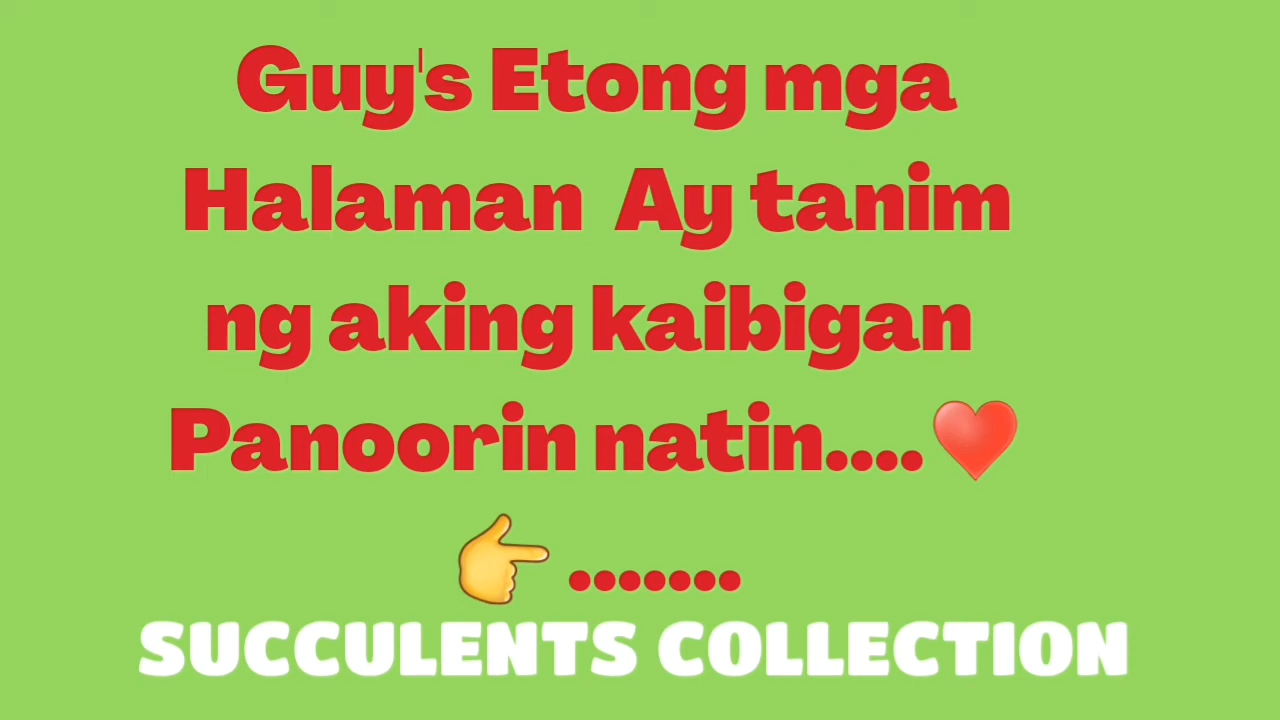 Guy's Etong mga
Halaman Ay tanim
ng aking kaibigan
Panoorin natin....♥️
👉.......
SUCCULENTS COLLECTION